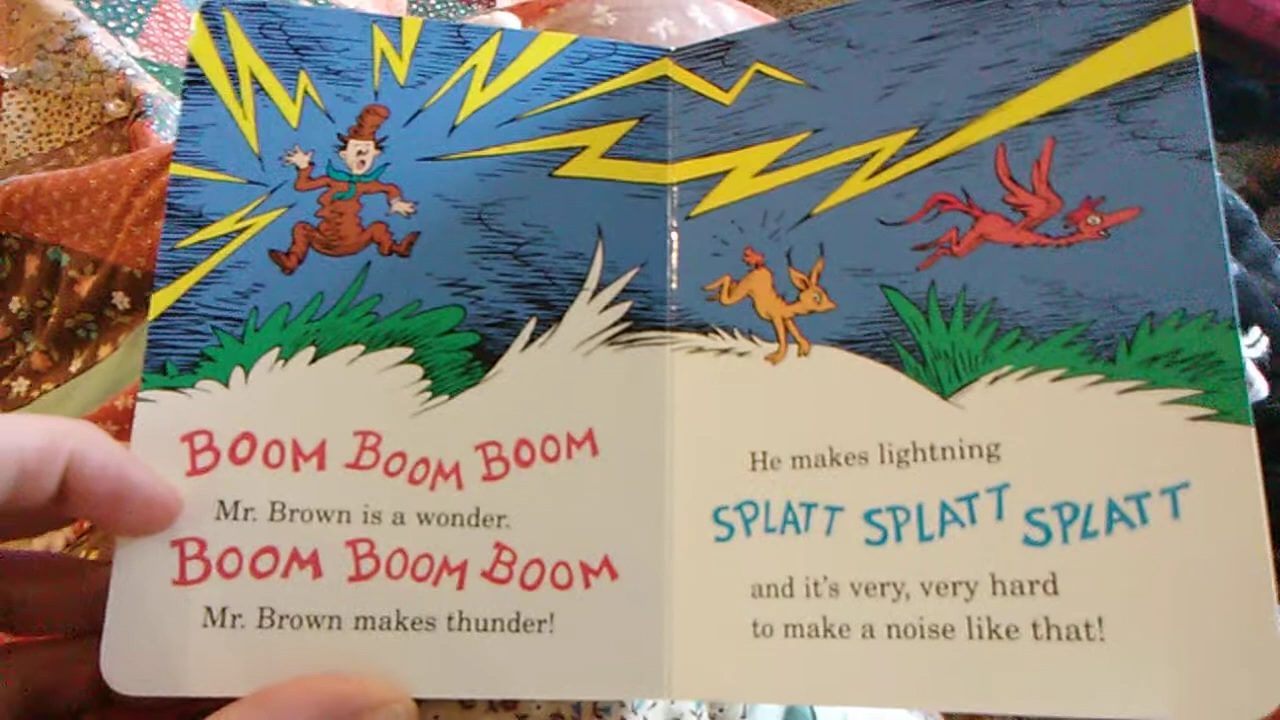 BOOM BOOM BOOM
Mr. Brown is a wonder.
BOOM BOOM BOOM
Mr. Brown makes thunder!
He makes lightning
SPLATT SPLATT SPLATT
and it's very, very hard
to make a noise like that!